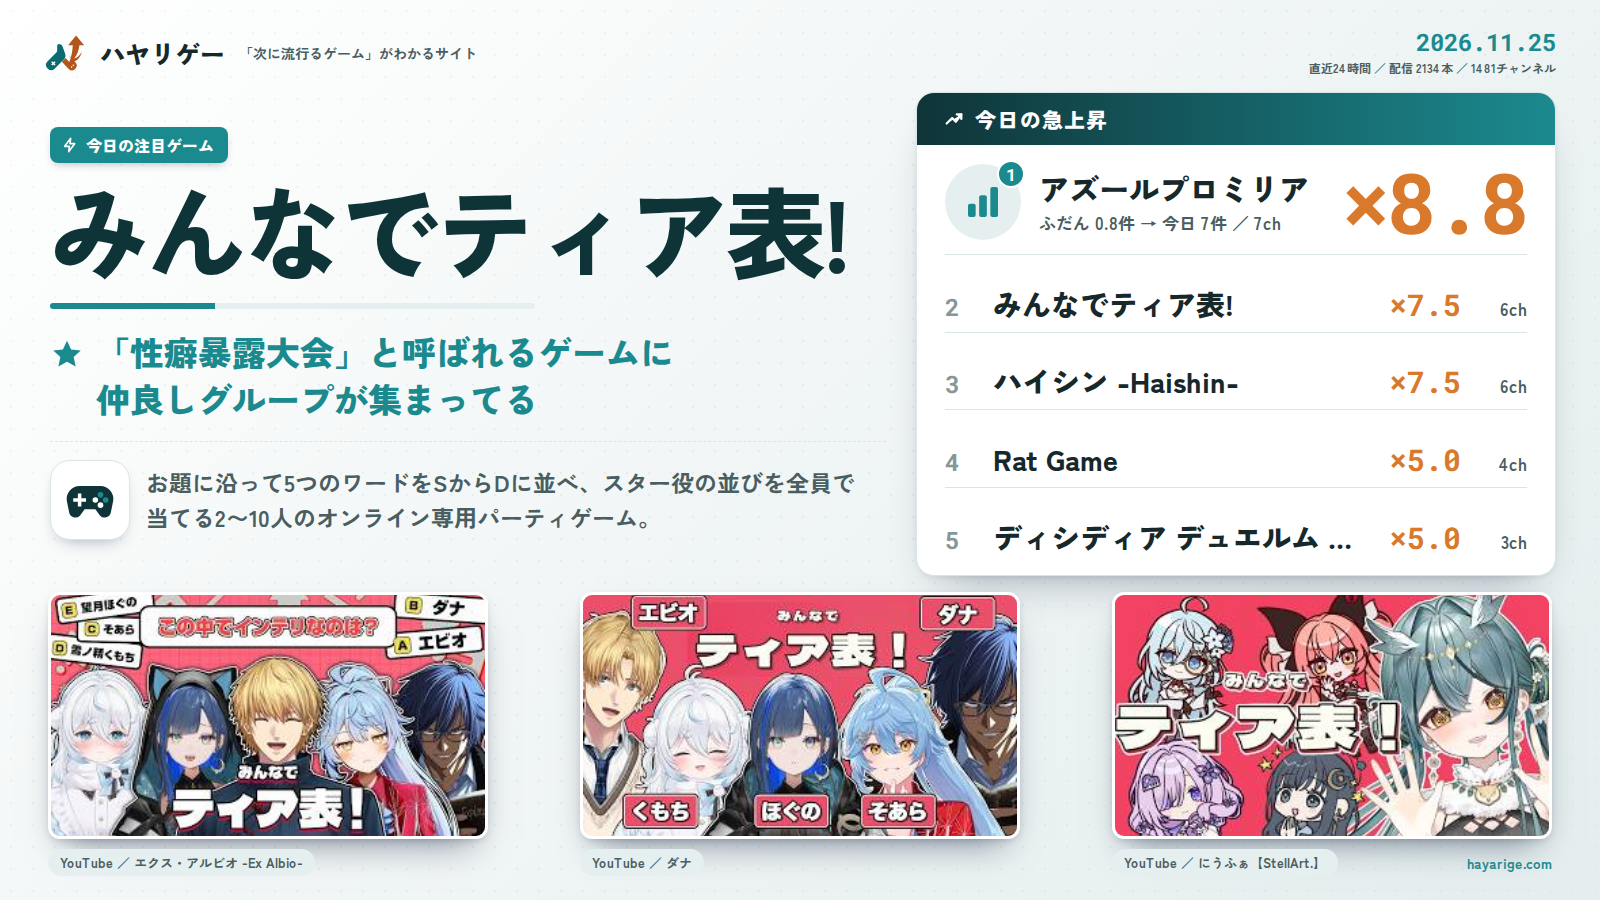 ハヤリゲー
「次に流行るゲーム」がわかるサイト
2026.11.25
直近24時間 ／ 配信 2134本 ／ 1481チャンネル
今日の注目ゲーム
みんなでティア表!
「性癖暴露大会」と呼ばれるゲームに
仲良しグループが集まってる
お題に沿って5つのワードをSからDに並べ、スター役の並びを全員で
当てる2〜10人のオンライン専用パーティゲーム。
今日の急上昇
1
アズールプロミリア
ふだん 0.8件 → 今日 7件 ／ 7ch
×8.8
2 みんなでティア表! ×7.5 6ch
3 ハイシン -Haishin- ×7.5 6ch
4 Rat Game ×5.0 4ch
5 ディシディア デュエルム ... ×5.0 3ch
E 望月ほぐの
C そあら
D 雪ノ精くもち
この中でインテリなのは?
B ダナ
A エビオ
みんなで
ティア表!
YouTube ／ エクス・アルビオ -Ex Albio-
エビオ
みんなで
ティア表!
ダナ
くもち
ほぐの
そあら
YouTube ／ ダナ
みんなで
ティア表!
YouTube ／ にうふぁ【StellArt.】
hayarige.com